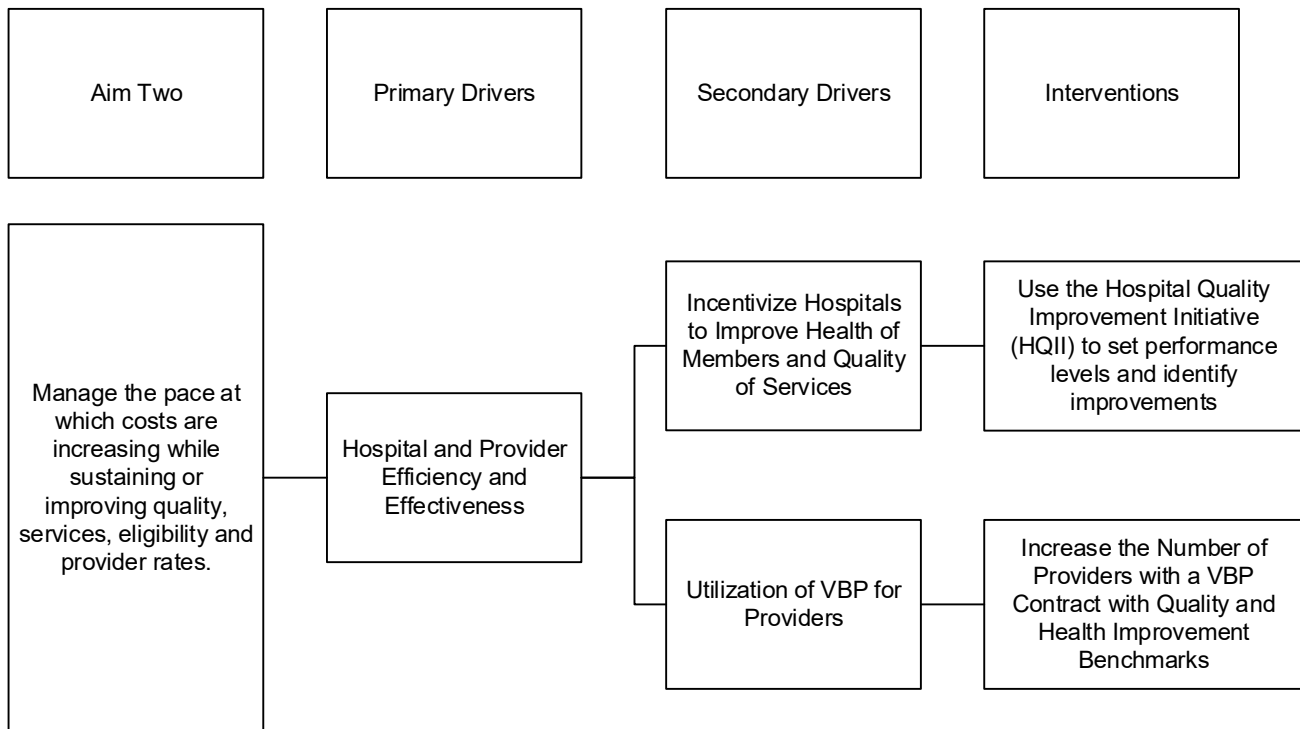 Aim Two
Primary Drivers
Secondary Drivers
Interventions
Manage the pace at
which costs are
increasing while
sustaining or
improving quality,
services, eligibility and
provider rates.
Hospital and Provider
Efficiency and
Effectiveness
Incentivize Hospitals
to Improve Health of
Members and Quality
of Services
Use the Hospital Quality
Improvement Initiative
(HQII) to set performance
levels and identify
improvements
Utilization of VBP for
Providers
Increase the Number of
Providers with a VBP
Contract with Quality and
Health Improvement
Benchmarks